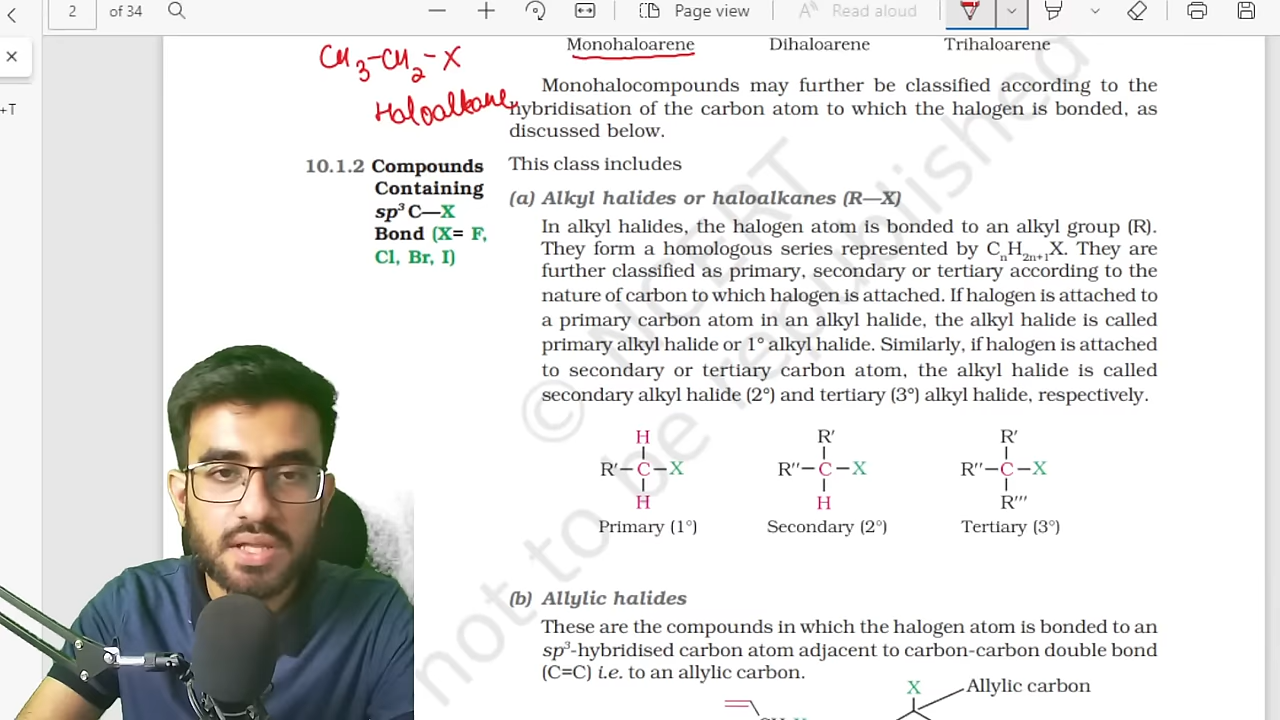 2 of 34 Page view Read aloud
+T
CH3-CH2-X
Haloalkane
Monohaloarene Dihaloarene Trihaloarene
Monohalocompounds may further be classified according to the
hybridisation of the carbon atom to which the halogen is bonded, as
discussed below.
10.1.2 Compounds
Containing
sp³ C—X
Bond (X= F,
Cl, Br, I)
This class includes
(a) Alkyl halides or haloalkanes (R—X)
In alkyl halides, the halogen atom is bonded to an alkyl group (R).
They form a homologous series represented by CnH2n+1X. They are
further classified as primary, secondary or tertiary according to the
nature of carbon to which halogen is attached. If halogen is attached to
a primary carbon atom in an alkyl halide, the alkyl halide is called
primary alkyl halide or 1° alkyl halide. Similarly, if halogen is attached
to secondary or tertiary carbon atom, the alkyl halide is called
secondary alkyl halide (2°) and tertiary (3°) alkyl halide, respectively.
H R′ R′
R′—C—X R′′—C—X R′′—C—X
H H R′′′
Primary (1°) Secondary (2°) Tertiary (3°)
(b) Allylic halides
These are the compounds in which the halogen atom is bonded to an
sp³-hybridised carbon atom adjacent to carbon-carbon double bond
(C=C) i.e. to an allylic carbon.
X Allylic carbon
© NCERT
not to be republished